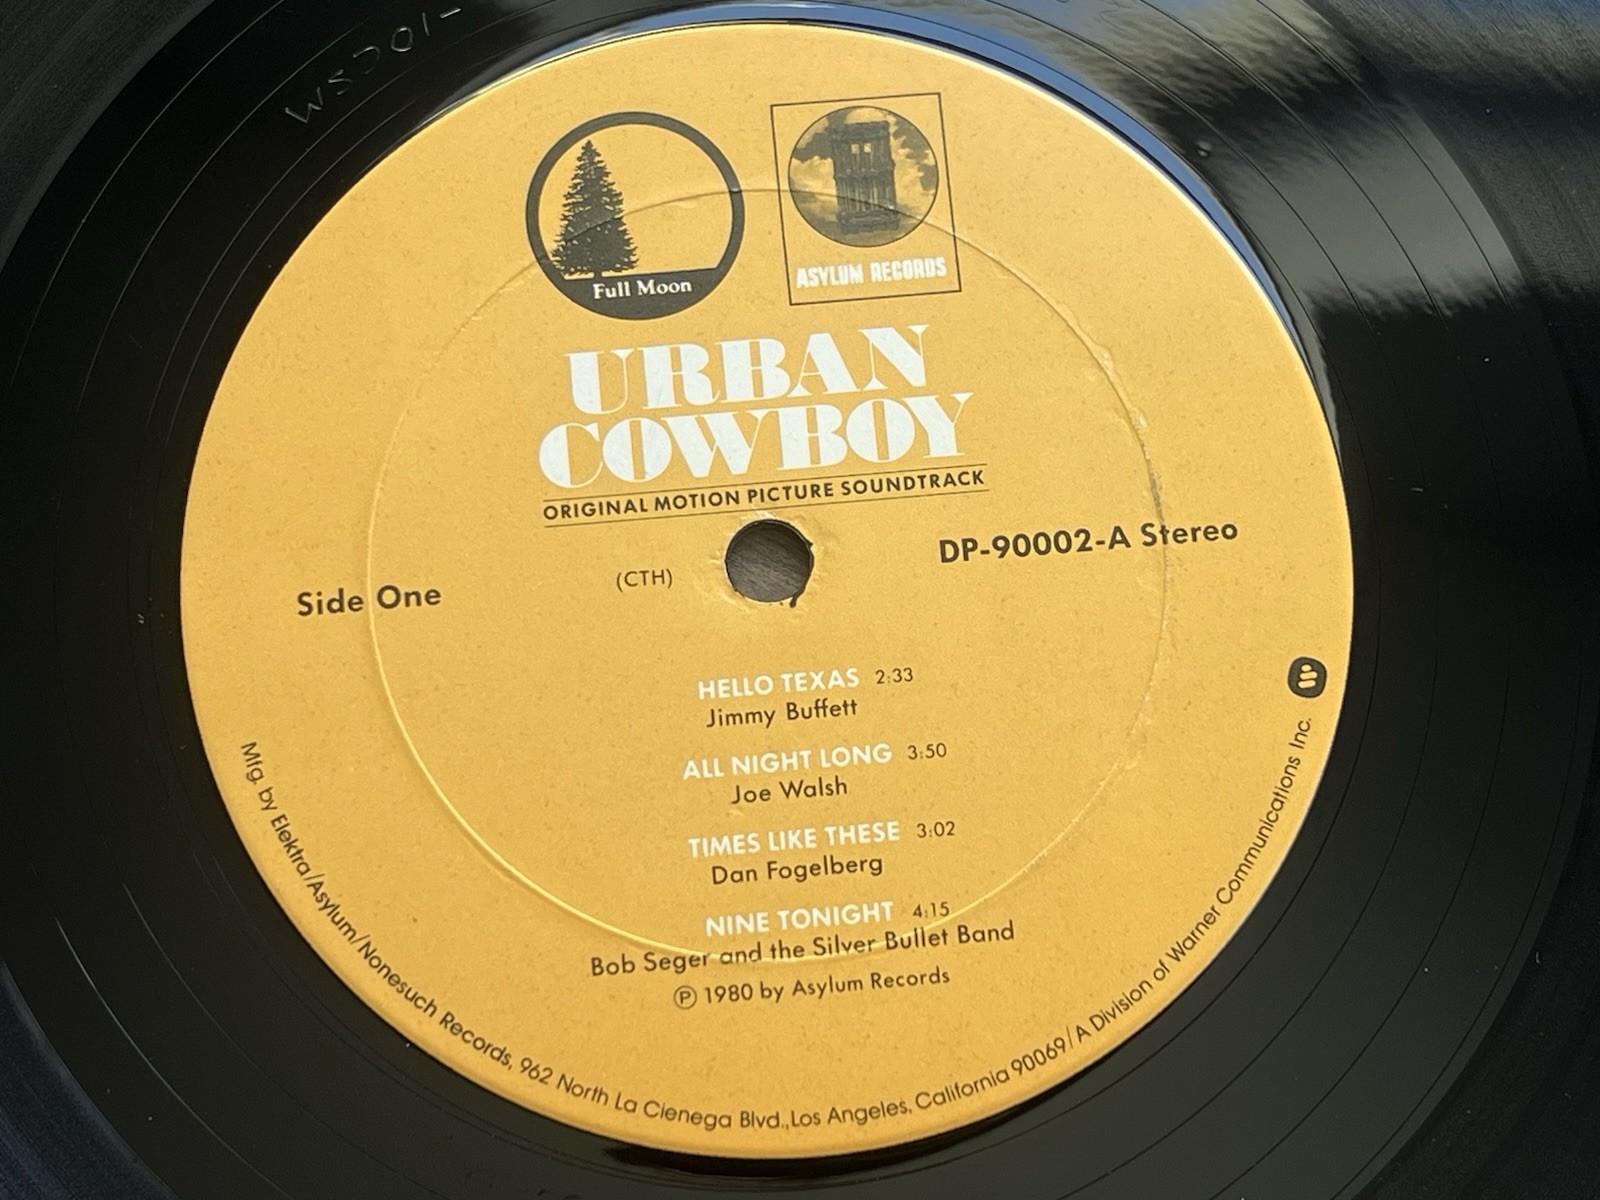 Full Moon
ASYLUM RECORDS
URBAN
COWBOY
ORIGINAL MOTION PICTURE SOUNDTRACK
Side One
(CTH)
DP-90002-A Stereo
HELLO TEXAS 2:33
Jimmy Buffett
ALL NIGHT LONG 3:50
Joe Walsh
TIMES LIKE THESE 3:02
Dan Fogelberg
NINE TONIGHT 4:15
Bob Seger and the Silver Bullet Band
℗ 1980 by Asylum Records
Mfg. by Elektra/Asylum/Nonesuch Records, 962 North La Cienega Blvd., Los Angeles, California 90069/A Division of Warner Communications Inc.